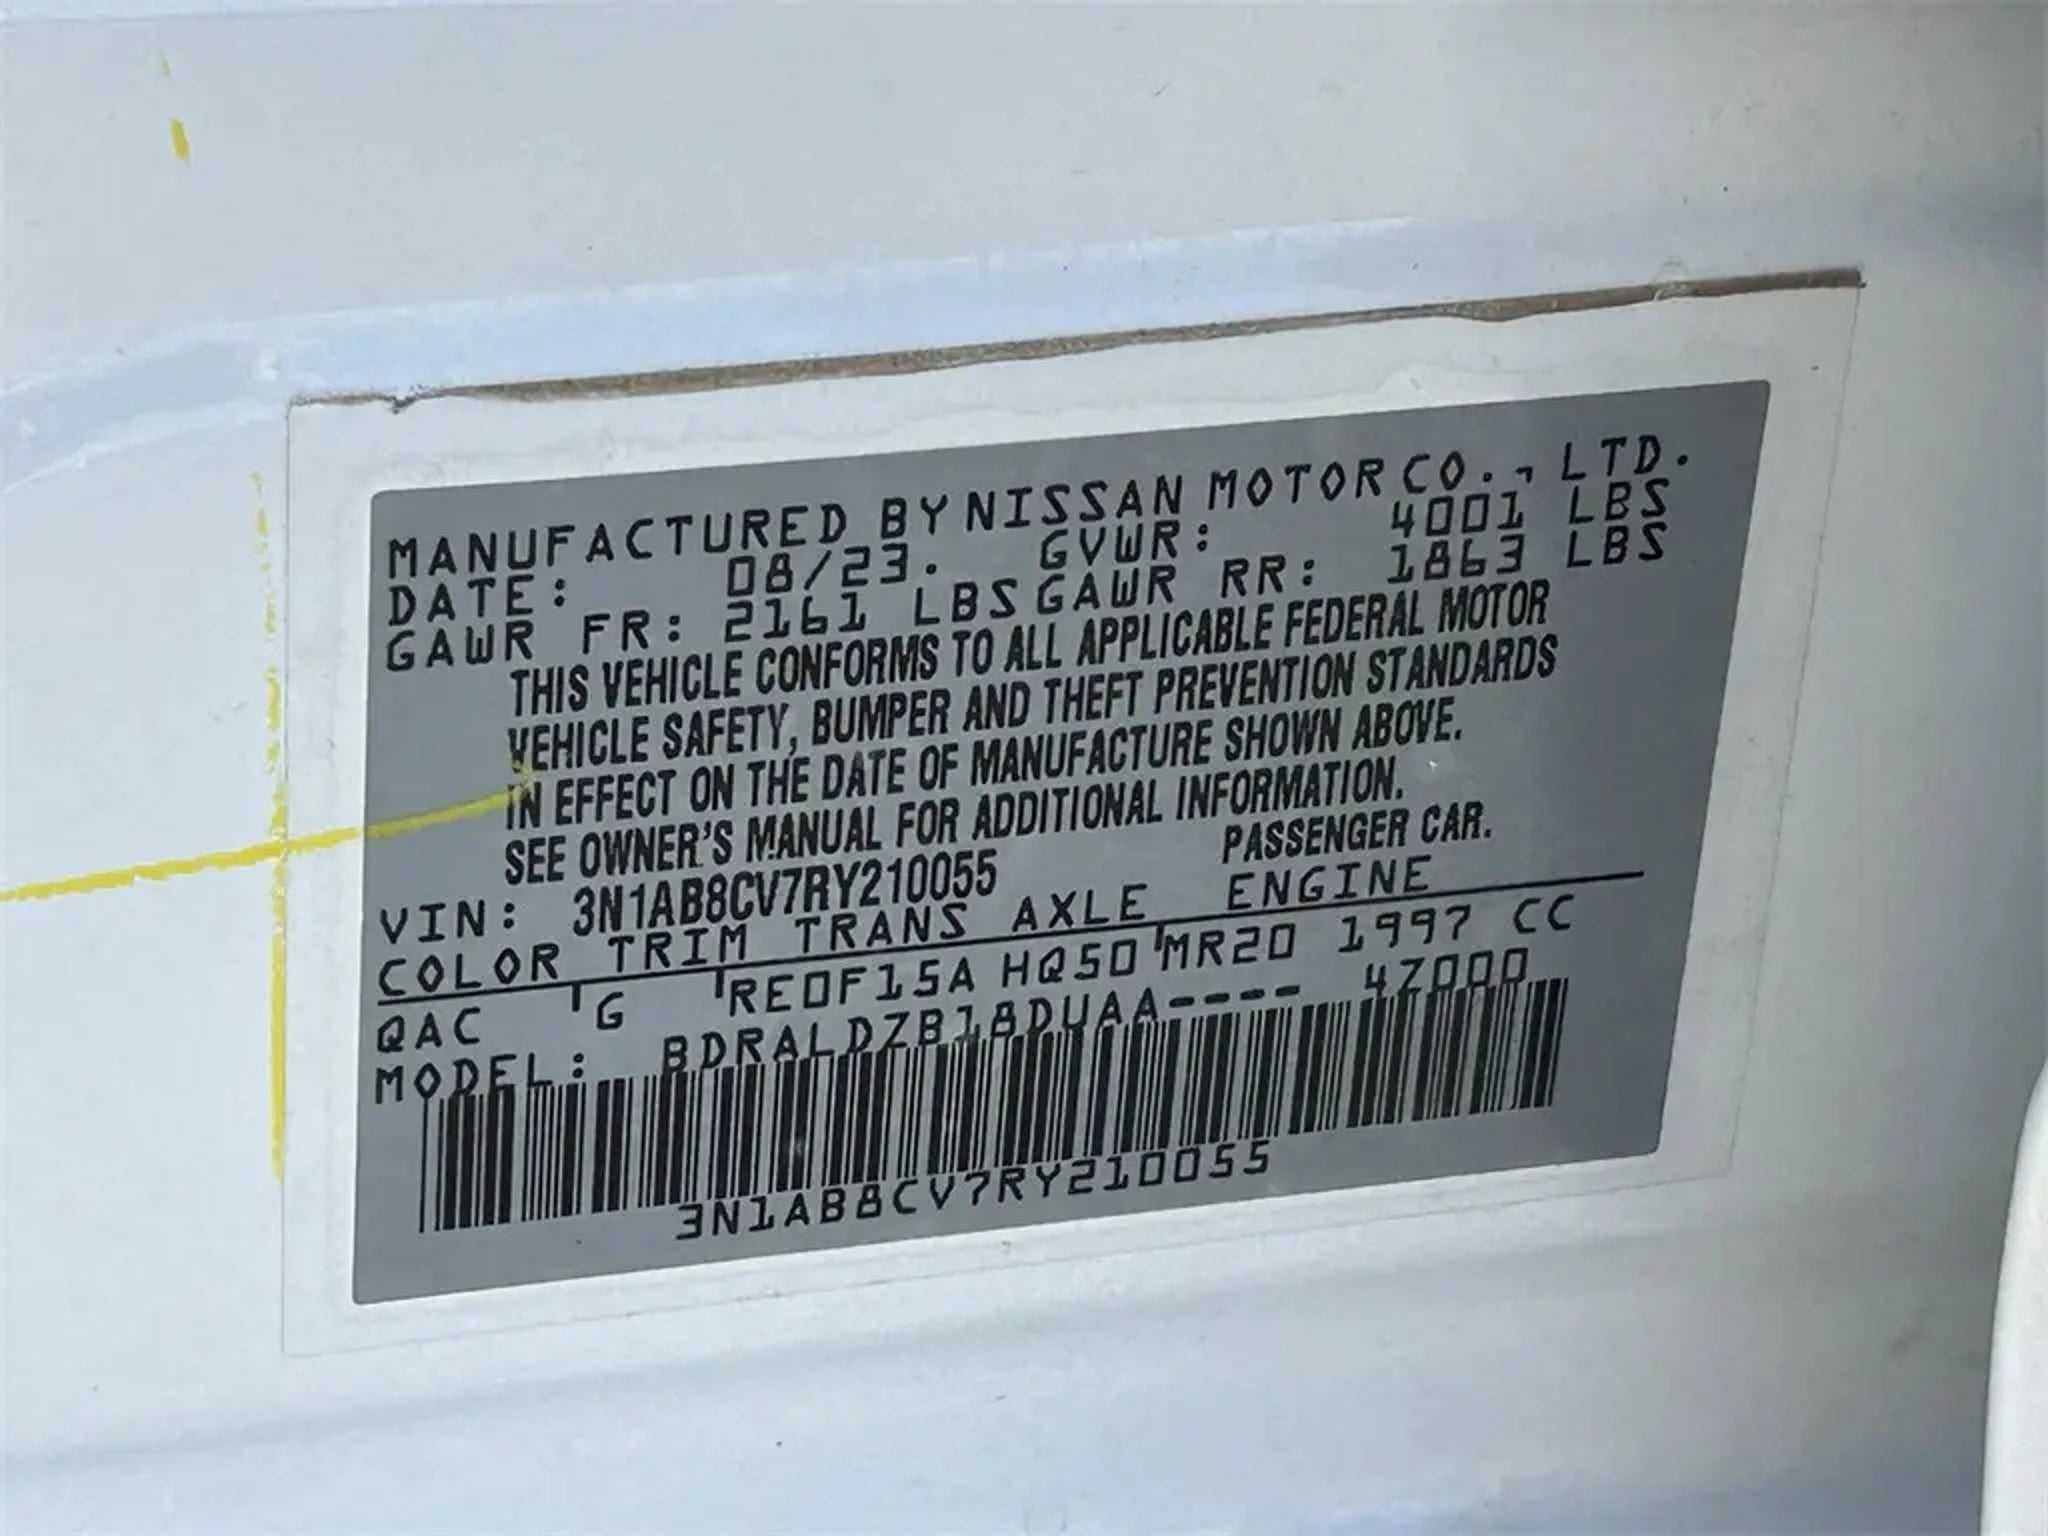 MANUFACTURED BY NISSAN MOTOR CO., LTD.
DATE: 08/23. GVWR: 4001 LBS
GAWR FR: 2161 LBS GAWR RR: 1863 LBS
THIS VEHICLE CONFORMS TO ALL APPLICABLE FEDERAL MOTOR
VEHICLE SAFETY, BUMPER AND THEFT PREVENTION STANDARDS
IN EFFECT ON THE DATE OF MANUFACTURE SHOWN ABOVE.
SEE OWNER'S MANUAL FOR ADDITIONAL INFORMATION.
VIN: 3N1AB8CV7RY210055 PASSENGER CAR.
COLOR TRIM TRANS AXLE ENGINE
QAC G RE0F15A HQ50 MR20 1997 CC
MODEL: BDRALDZB18DUAA---- 4Z000
3N1AB8CV7RY210055